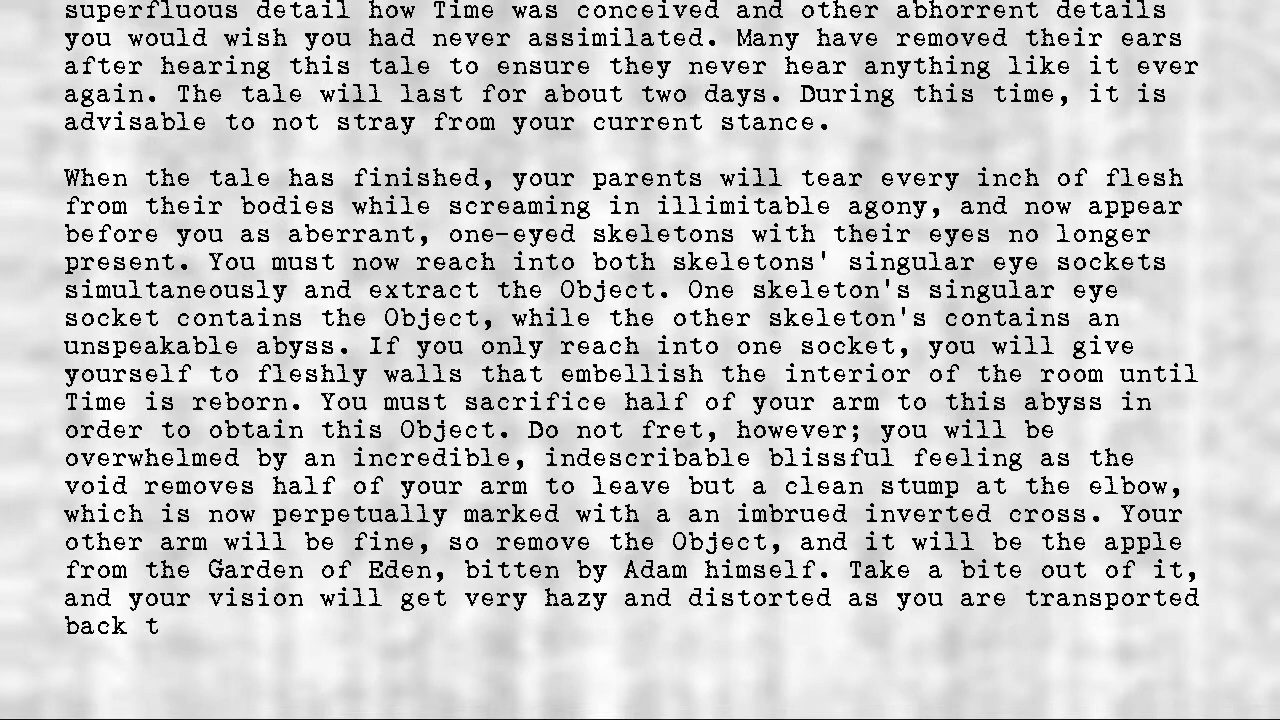 superfluous detail how Time was conceived and other abhorrent details
you would wish you had never assimilated. Many have removed their ears
after hearing this tale to ensure they never hear anything like it ever
again. The tale will last for about two days. During this time, it is
advisable to not stray from your current stance.
When the tale has finished, your parents will tear every inch of flesh
from their bodies while screaming in illimitable agony, and now appear
before you as aberrant, one-eyed skeletons with their eyes no longer
present. You must now reach into both skeletons' singular eye sockets
simultaneously and extract the Object. One skeleton's singular eye
socket contains the Object, while the other skeleton's contains an
unspeakable abyss. If you only reach into one socket, you will give
yourself to fleshly walls that embellish the interior of the room until
Time is reborn. You must sacrifice half of your arm to this abyss in
order to obtain this Object. Do not fret, however; you will be
overwhelmed by an incredible, indescribable blissful feeling as the
void removes half of your arm to leave but a clean stump at the elbow,
which is now perpetually marked with a an imbrued inverted cross. Your
other arm will be fine, so remove the Object, and it will be the apple
from the Garden of Eden, bitten by Adam himself. Take a bite out of it,
and your vision will get very hazy and distorted as you are transported
back t